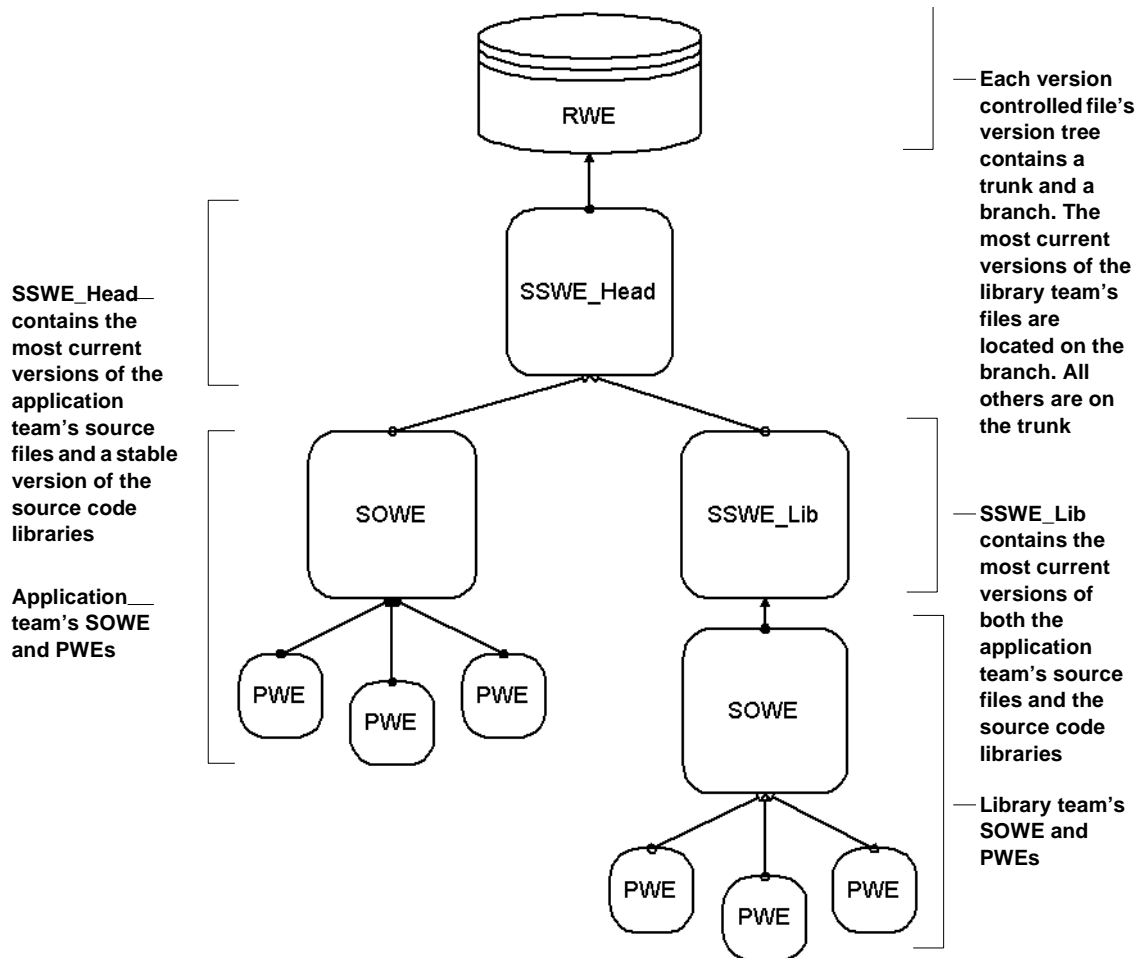 RWE
Each version
controlled file's
version tree
contains a
trunk and a
branch. The
most current
versions of the
library team's
files are
located on the
branch. All
others are on
the trunk
SSWE_Head
SSWE_Head
contains the
most current
versions of the
application
team's source
files and a stable
version of the
source code
libraries
SOWE
SSWE_Lib
SSWE_Lib
contains the
most current
versions of
both the
application
team's source
files and the
source code
libraries
Application
team's SOWE
and PWEs
PWE
PWE
PWE
SOWE
Library team's
SOWE and
PWEs
PWE
PWE
PWE